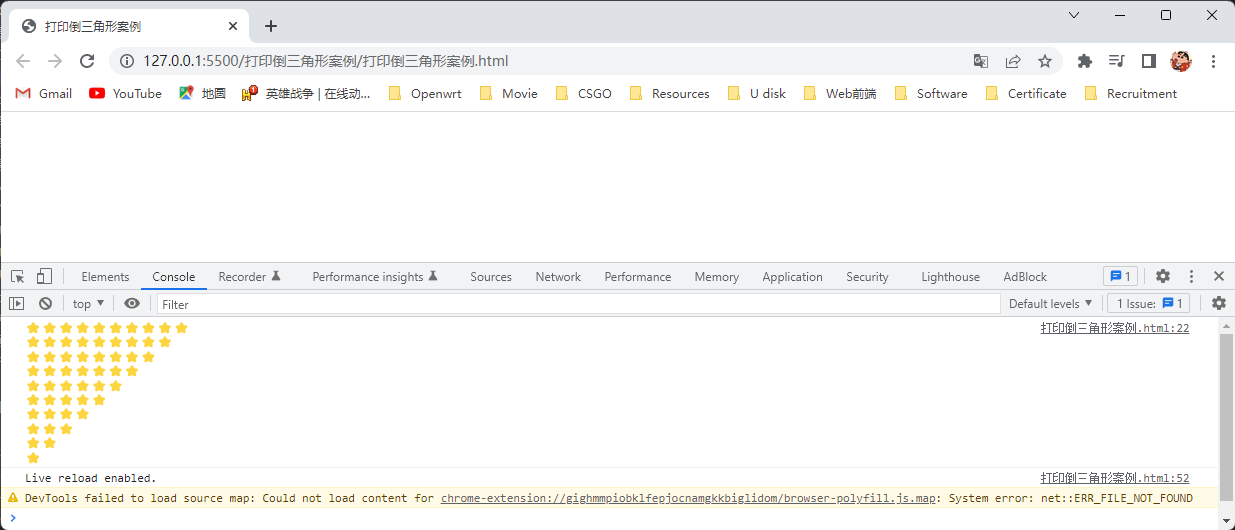 打印倒三角形案例
127.0.0.1:5500/打印倒三角形案例/打印倒三角形案例.html
Gmail YouTube 地图 英雄战争 | 在线动... Openwrt Movie CSGO Resources U disk Web前端 Software Certificate Recruitment
Elements Console Recorder Performance insights Sources Network Performance Memory Application Security Lighthouse AdBlock 1
top Filter Default levels 1 Issue: 1
打印倒三角形案例.html:22
Live reload enabled. 打印倒三角形案例.html:52
DevTools failed to load source map: Could not load content for chrome-extension://gighmmpiobklfepjocnamgkkbiglidom/browser-polyfill.js.map: System error: net::ERR_FILE_NOT_FOUND